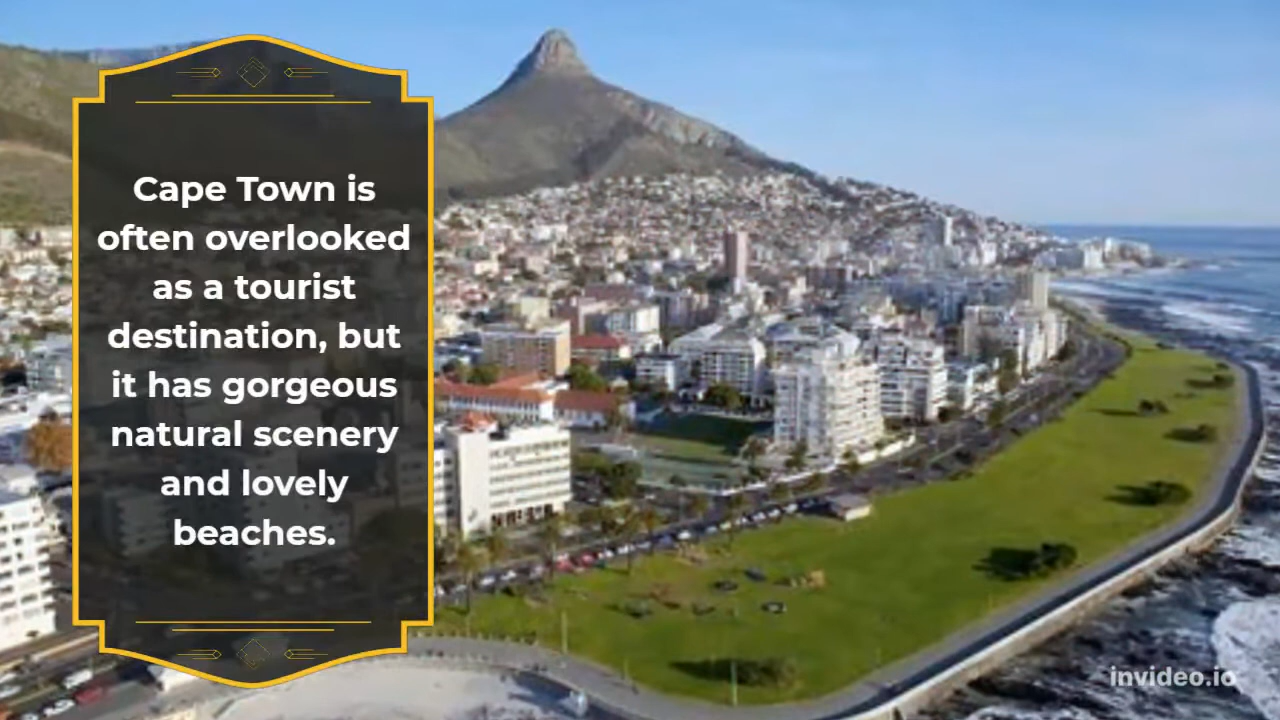 Cape Town is
often overlooked
as a tourist
destination, but
it has gorgeous
natural scenery
and lovely
beaches.
invideo.io